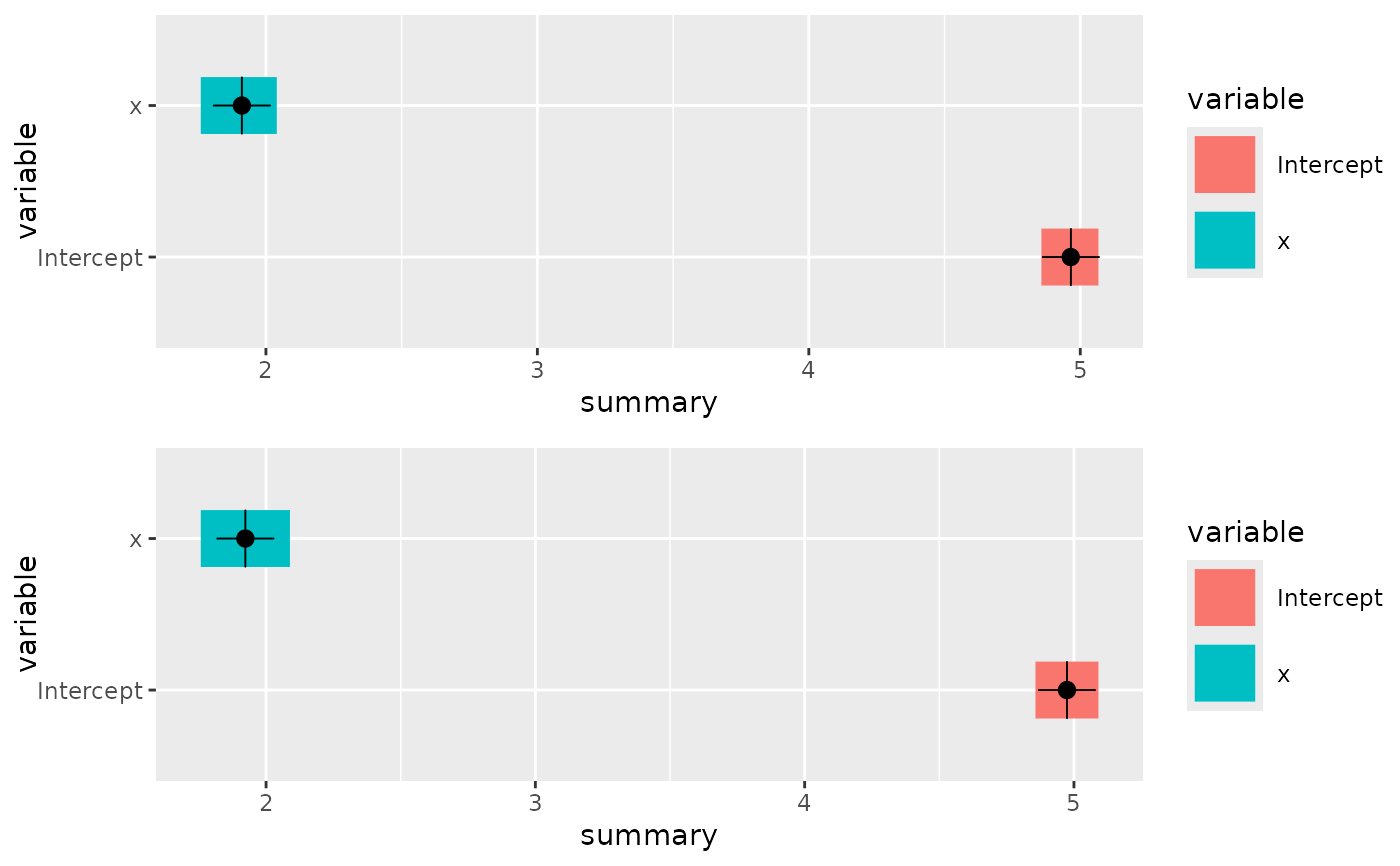 variable
x
Intercept
2 3 4 5
summary
variable
Intercept
x
variable
x
Intercept
2 3 4 5
summary
variable
Intercept
x